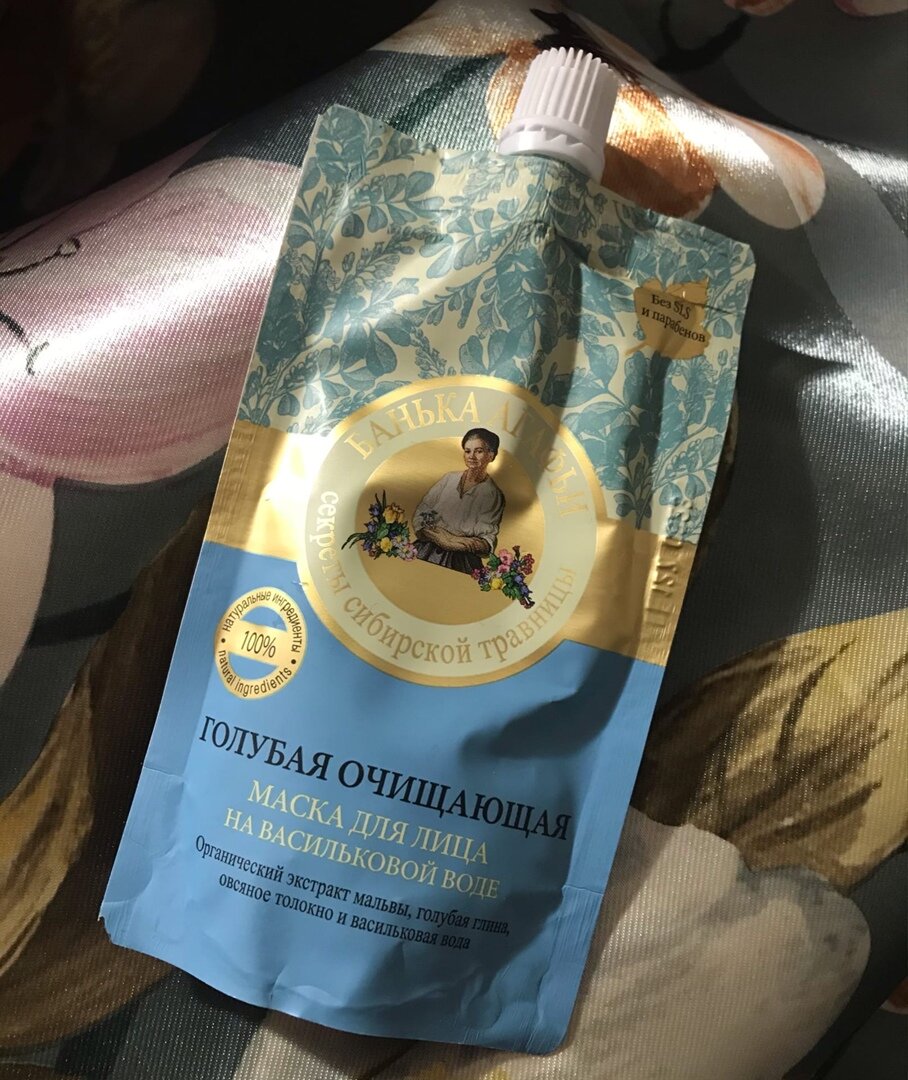 Без SLS
и парабенов
БАНЬКА АГАФЬИ
секреты сибирской травницы
натуральные ингредиенты
100%
natural ingredients
ГОЛУБАЯ ОЧИЩАЮЩАЯ
МАСКА ДЛЯ ЛИЦА
НА ВАСИЛЬКОВОЙ ВОДЕ
Органический экстракт мальвы, голубая глина,
овсяное толокно и васильковая вода